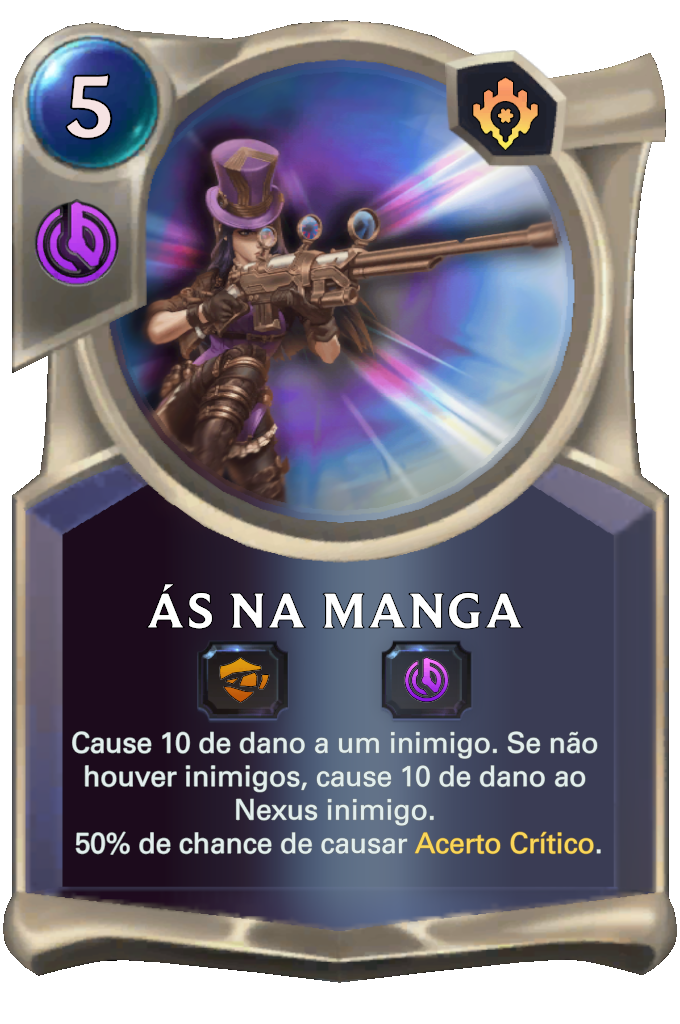 5
ÁS NA MANGA
Cause 10 de dano a um inimigo. Se não
houver inimigos, cause 10 de dano ao
Nexus inimigo.
50% de chance de causar Acerto Crítico.